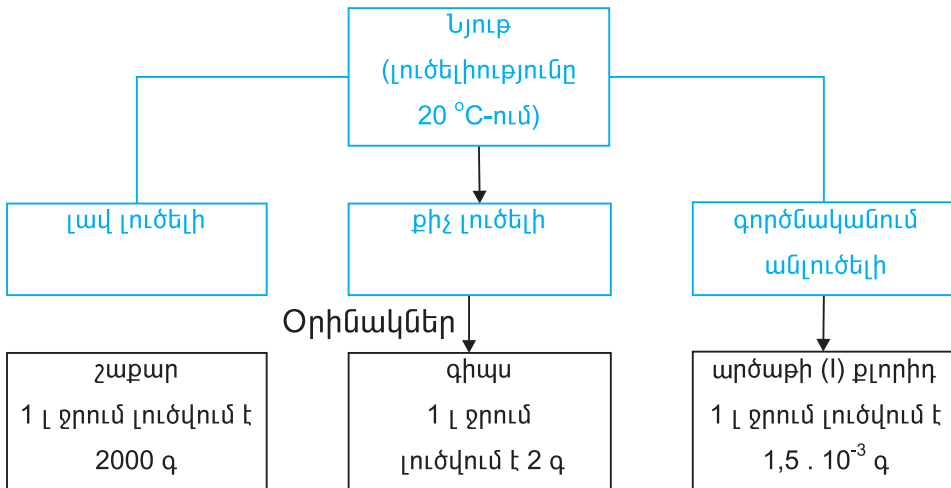 Նյութ
(լուծելիությունը
20 °C-ում)
լավ լուծելի
քիչ լուծելի
գործնականում
անլուծելի
Օրինակներ
շաքար
1 լ ջրում լուծվում է
2000 գ
գիպս
1 լ ջրում
լուծվում է 2 գ
արծաթի (I) քլորիդ
1 լ ջրում լուծվում է
1,5 . 10⁻³ գ